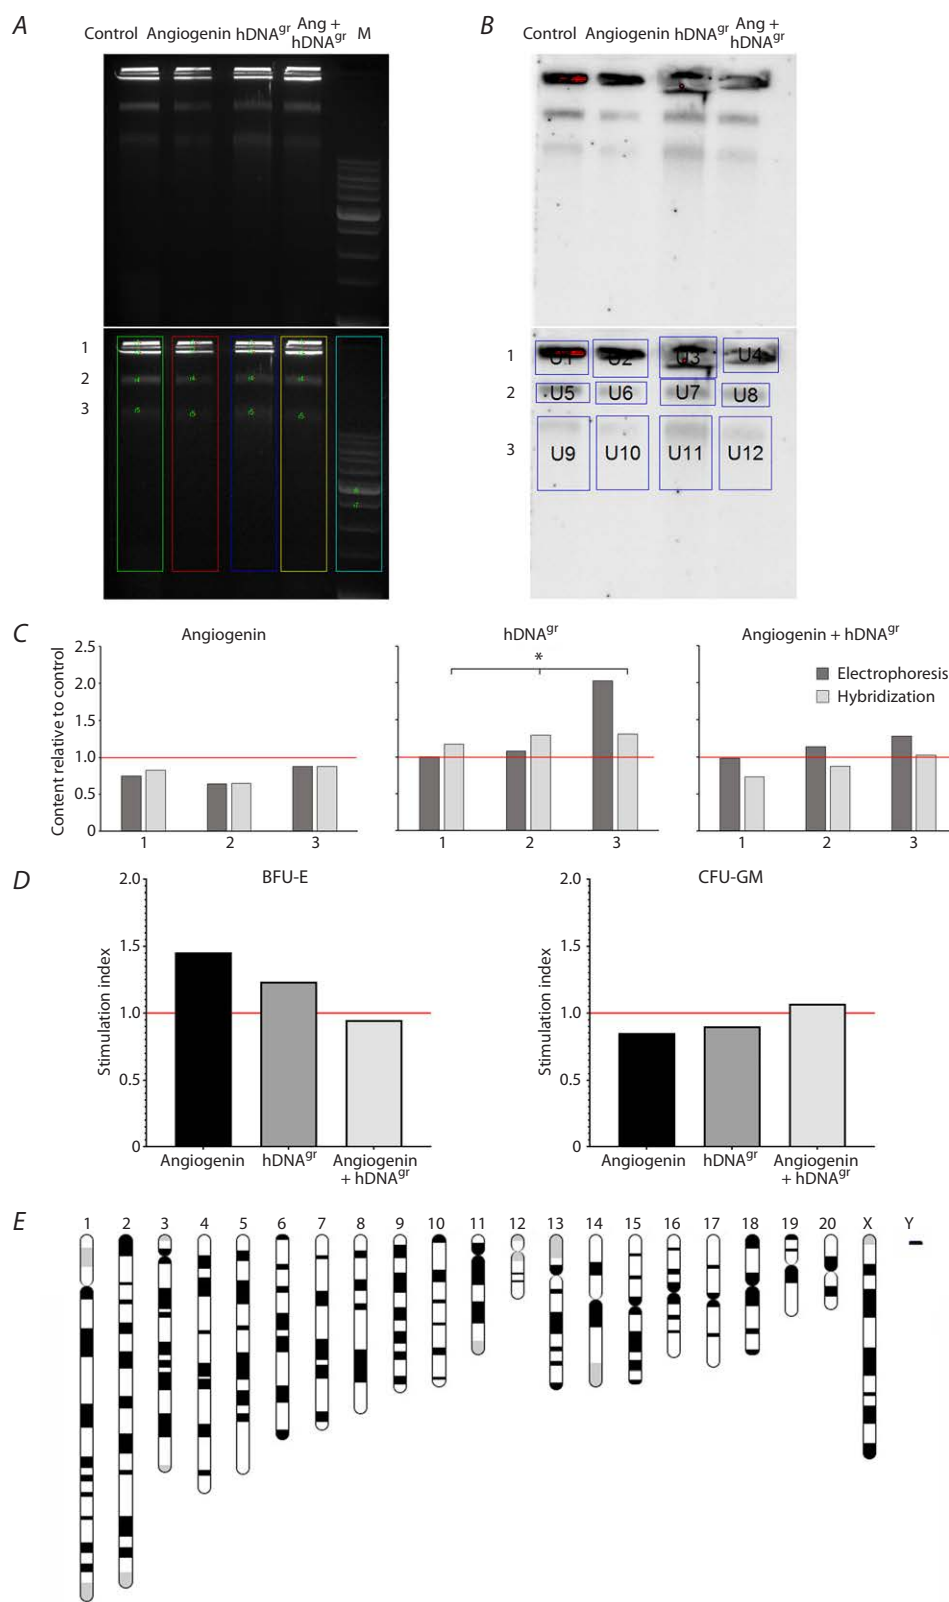 A
Control Angiogenin hDNAgr Ang + hDNAgr M
1
2
3
B
Control Angiogenin hDNAgr Ang + hDNAgr
1
U1 U2 U3 U4
2
U5 U6 U7 U8
3
U9 U10 U11 U12
C
Angiogenin hDNAgr Angiogenin + hDNAgr
Content relative to control
2.5
2.0
1.5
1.0
0.5
0
*
Electrophoresis
Hybridization
1 2 3 1 2 3 1 2 3
D
BFU-E
Stimulation index
2.0
1.5
1.0
0.5
0
Angiogenin hDNAgr Angiogenin
+ hDNAgr
CFU-GM
Stimulation index
2.0
1.5
1.0
0.5
0
Angiogenin hDNAgr Angiogenin
+ hDNAgr
E
1 2 3 4 5 6 7 8 9 10 11 12 13 14 15 16 17 18 19 20 X Y